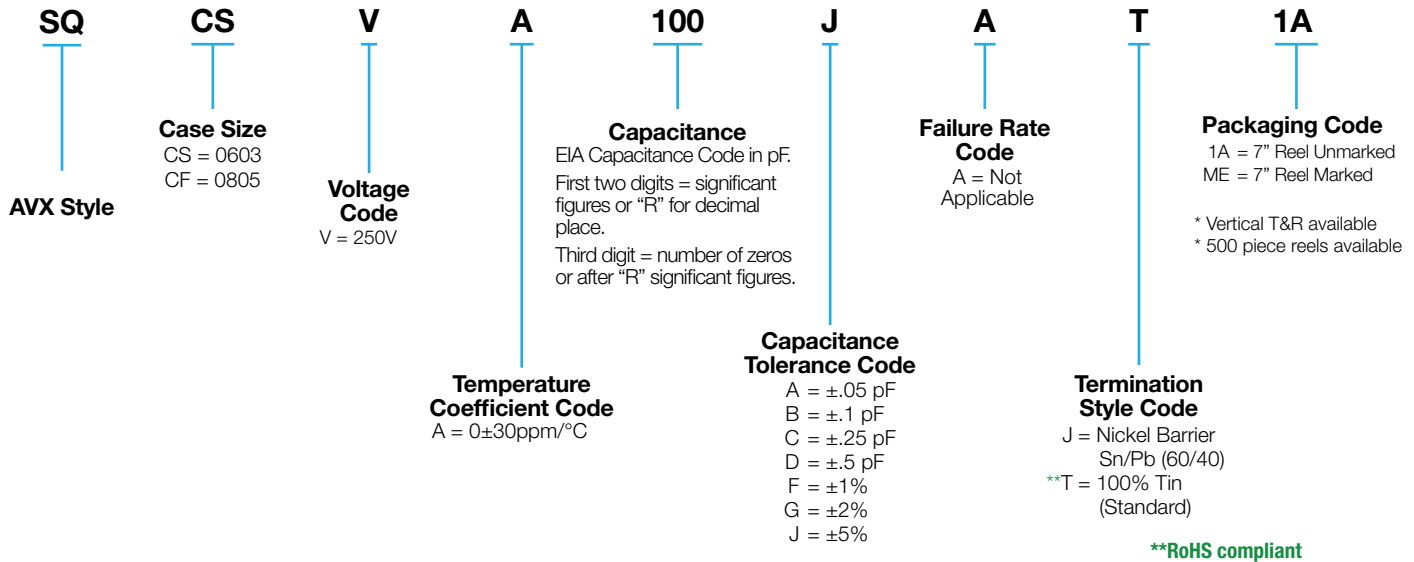 SQ CS V A 100 J A T 1A
AVX Style
Case Size
CS = 0603
CF = 0805
Voltage
Code
V = 250V
Temperature
Coefficient Code
A = 0±30ppm/°C
Capacitance
EIA Capacitance Code in pF.
First two digits = significant
figures or “R” for decimal
place.
Third digit = number of zeros
or after “R” significant figures.
Capacitance
Tolerance Code
A = ±.05 pF
B = ±.1 pF
C = ±.25 pF
D = ±.5 pF
F = ±1%
G = ±2%
J = ±5%
Failure Rate
Code
A = Not
Applicable
Termination
Style Code
J = Nickel Barrier
Sn/Pb (60/40)
**T = 100% Tin
(Standard)
**RoHS compliant
Packaging Code
1A = 7” Reel Unmarked
ME = 7” Reel Marked
* Vertical T&R available
* 500 piece reels available